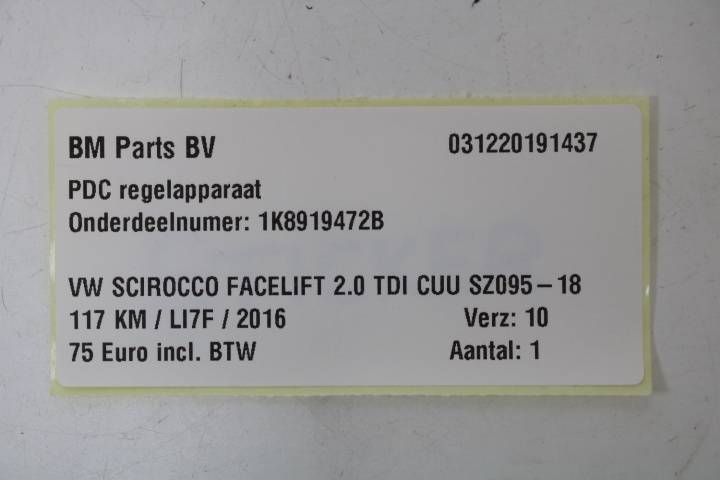 BM Parts BV 031220191437
PDC regelapparaat
Onderdeelnumer: 1K8919472B
VW SCIROCCO FACELIFT 2.0 TDI CUU SZ095-18
117 KM / LI7F / 2016 Verz: 10
75 Euro incl. BTW Aantal: 1